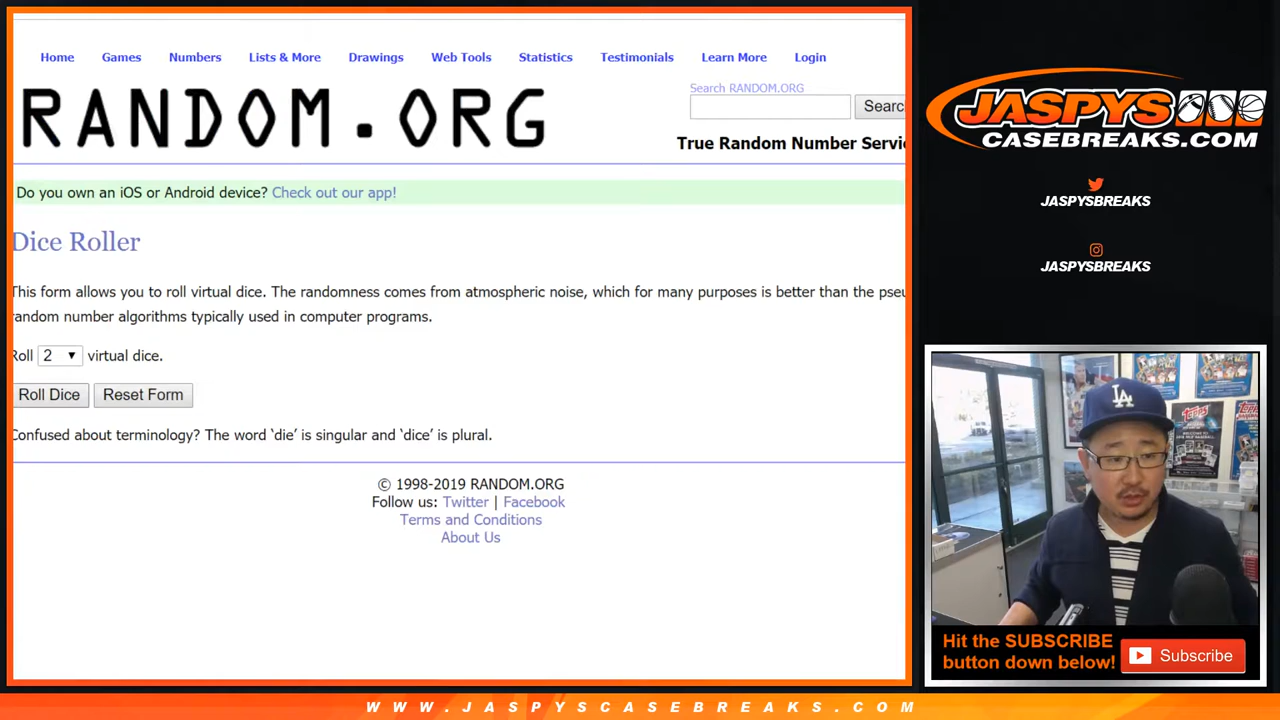 Home Games Numbers Lists & More Drawings Web Tools Statistics Testimonials Learn More Login
RANDOM.ORG
Search RANDOM.ORG
Searc
True Random Number Servi
Do you own an iOS or Android device? Check out our app!
Dice Roller
This form allows you to roll virtual dice. The randomness comes from atmospheric noise, which for many purposes is better than the pseu
random number algorithms typically used in computer programs.
Roll 2 ▼ virtual dice.
Roll Dice Reset Form
Confused about terminology? The word ‘die’ is singular and ‘dice’ is plural.
© 1998-2019 RANDOM.ORG
Follow us: Twitter | Facebook
Terms and Conditions
About Us
JASPYS
CASEBREAKS.COM
JASPYSBREAKS
JASPYSBREAKS
LA
Topps
Hit the SUBSCRIBE
button down below!
Subscribe
WWW.JASPYSCASEBREAKS.COM